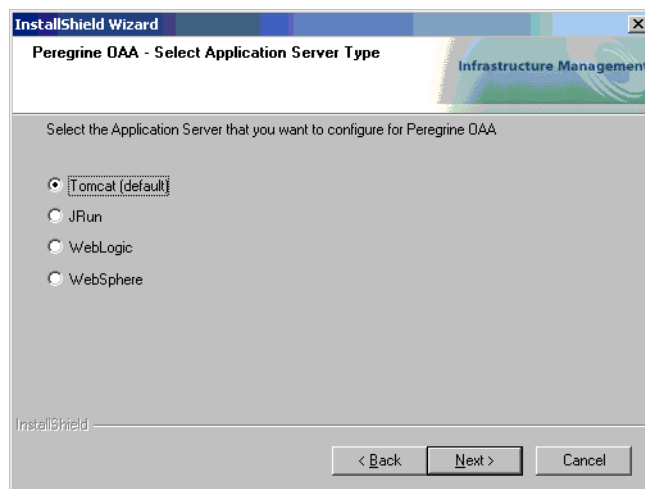 InstallShield Wizard
Peregrine OAA - Select Application Server Type
Infrastructure Management
Select the Application Server that you want to configure for Peregrine OAA
Tomcat (default)
JRun
WebLogic
WebSphere
InstallShield
< Back
Next >
Cancel